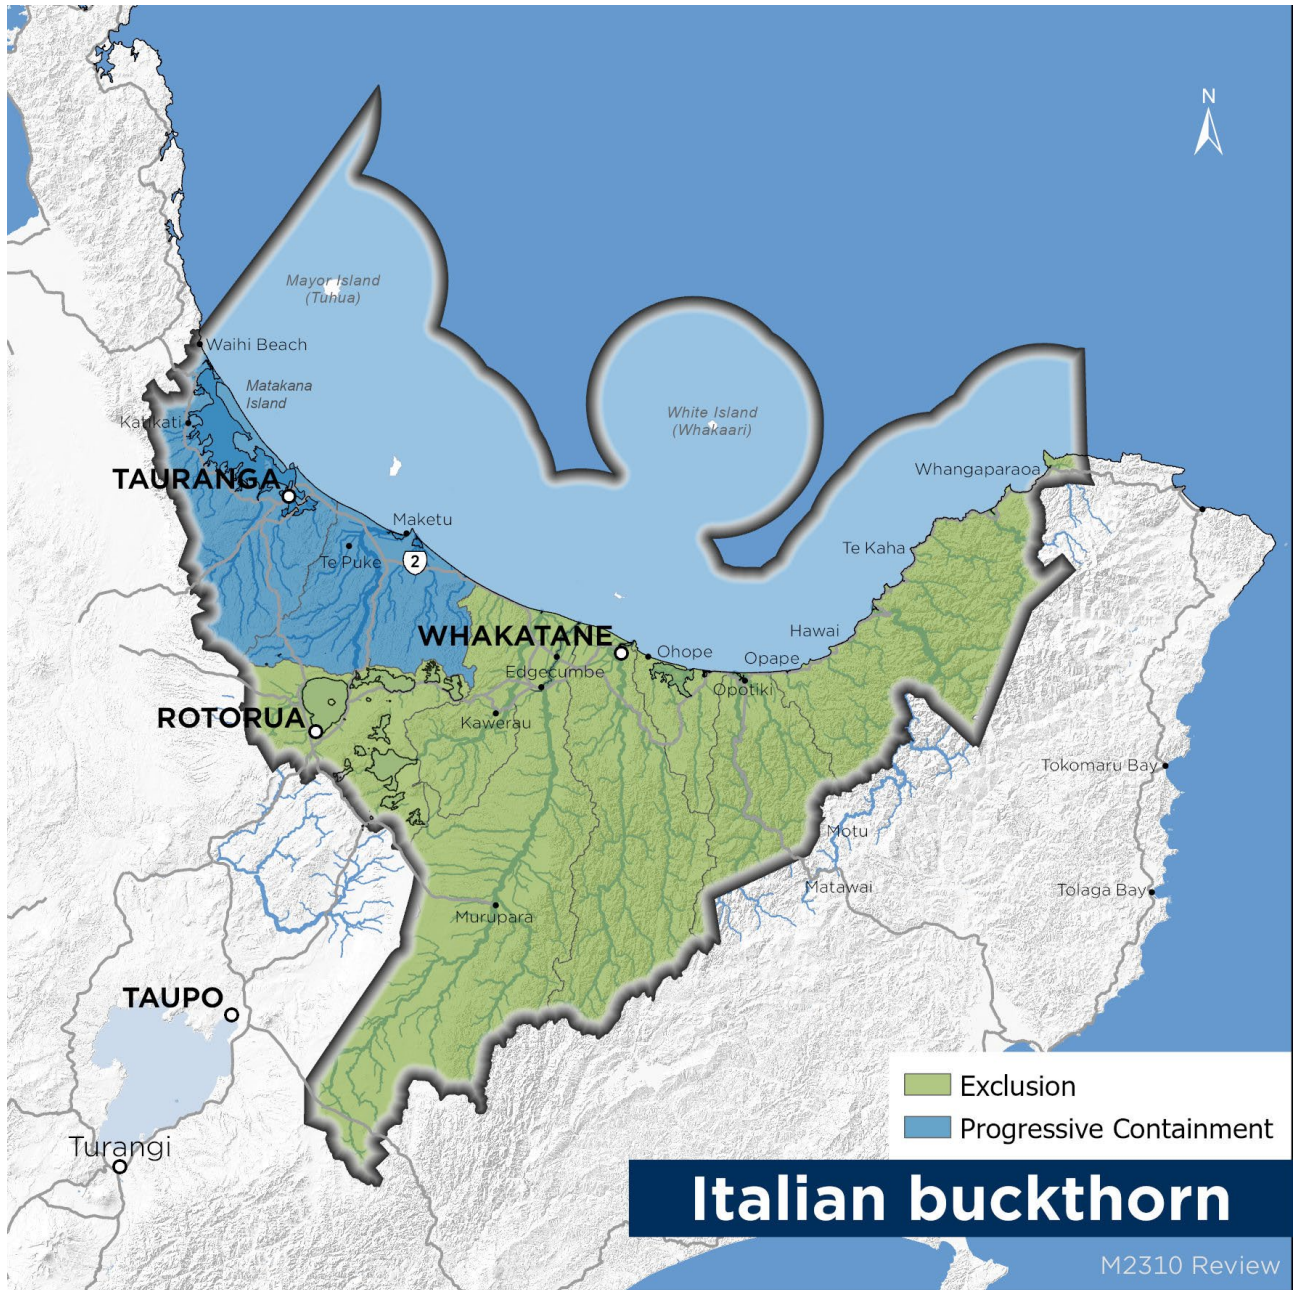 N
Mayor Island
(Tuhua)
Waihi Beach
Matakana
Island
Katikati
White Island
(Whakaari)
TAURANGA
Whangaparaoa
Maketu
Te Puke
2
Te Kaha
WHAKATANE
Hawai
Ohope
Opape
Edgecumbe
Opotiki
ROTORUA
Kawerau
Tokomaru Bay
Motu
Matawai
Tolaga Bay
Murupara
TAUPO
Exclusion
Progressive Containment
Turangi
Italian buckthorn
M2310 Review